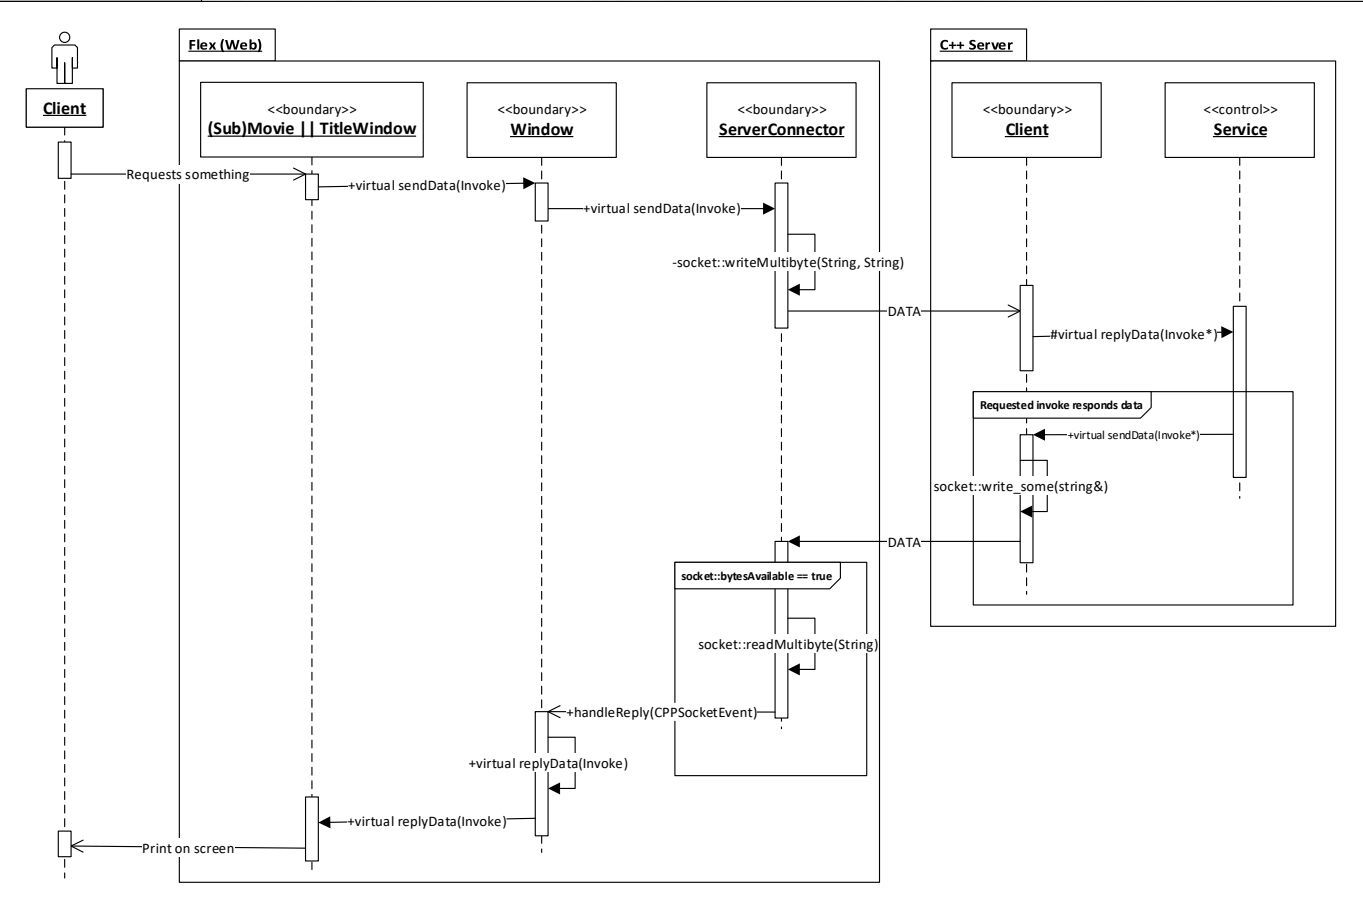 Flex (Web)
C++ Server
Client
<<boundary>>
(Sub)Movie || TitleWindow
<<boundary>>
Window
<<boundary>>
ServerConnector
<<boundary>>
Client
<<control>>
Service
Requests something
+virtual sendData(Invoke)
+virtual sendData(Invoke)
-socket::writeMultibyte(String, String)
DATA
#virtual replyData(Invoke*)
Requested invoke responds data
+virtual sendData(Invoke*)
socket::write_some(string&)
DATA
socket::bytesAvailable == true
socket::readMultibyte(String)
+handleReply(CPPSocketEvent)
+virtual replyData(Invoke)
+virtual replyData(Invoke)
Print on screen